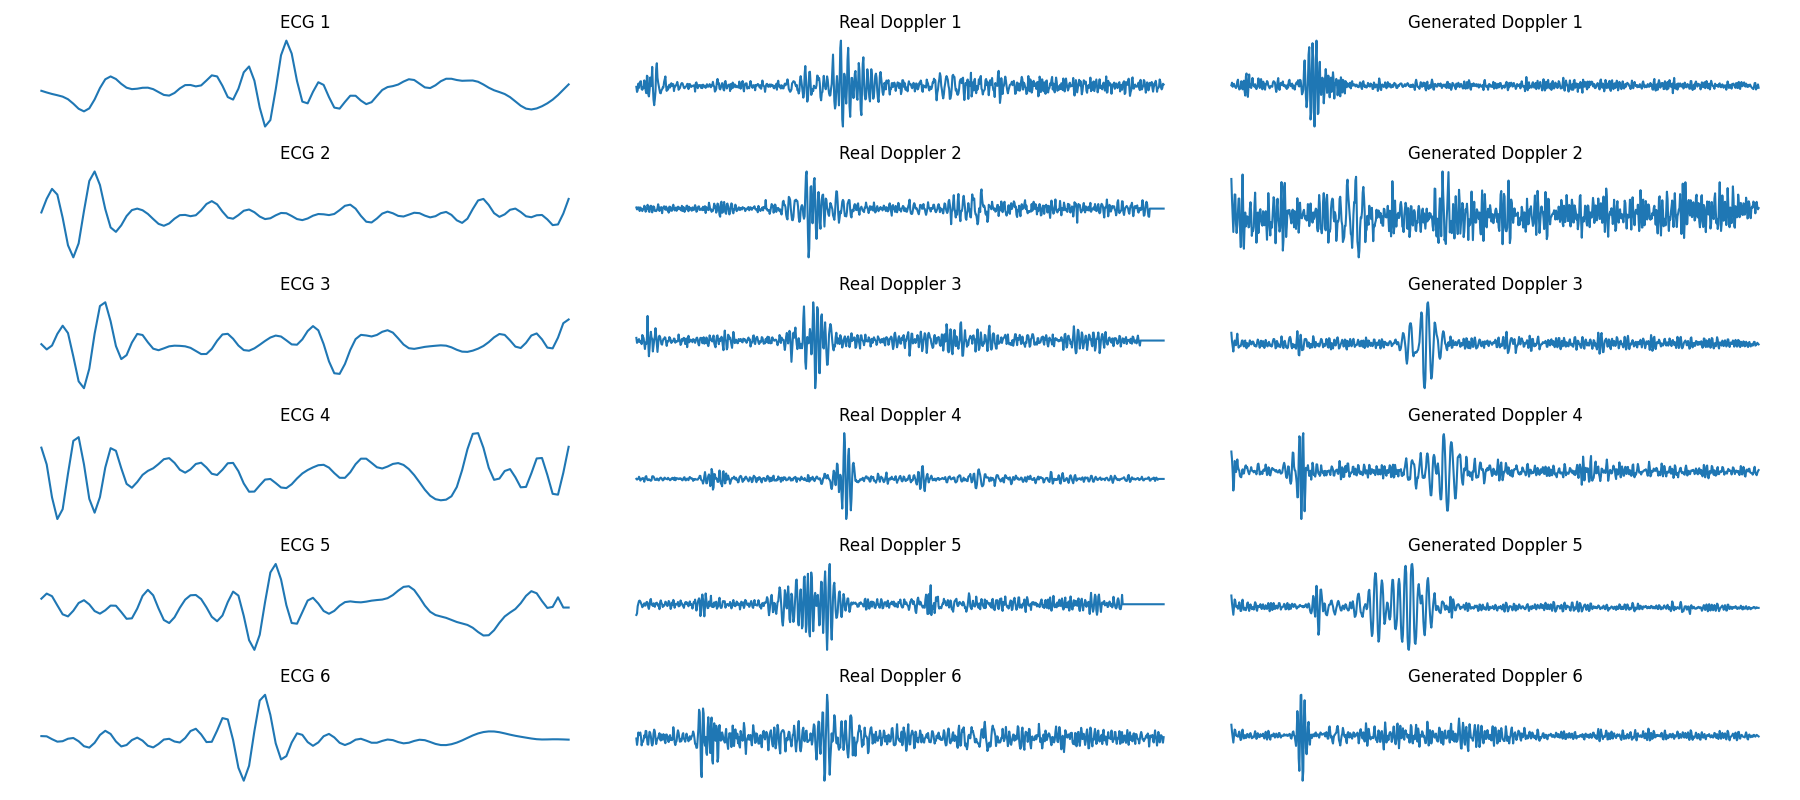 ECG 1
Real Doppler 1
Generated Doppler 1
ECG 2
Real Doppler 2
Generated Doppler 2
ECG 3
Real Doppler 3
Generated Doppler 3
ECG 4
Real Doppler 4
Generated Doppler 4
ECG 5
Real Doppler 5
Generated Doppler 5
ECG 6
Real Doppler 6
Generated Doppler 6